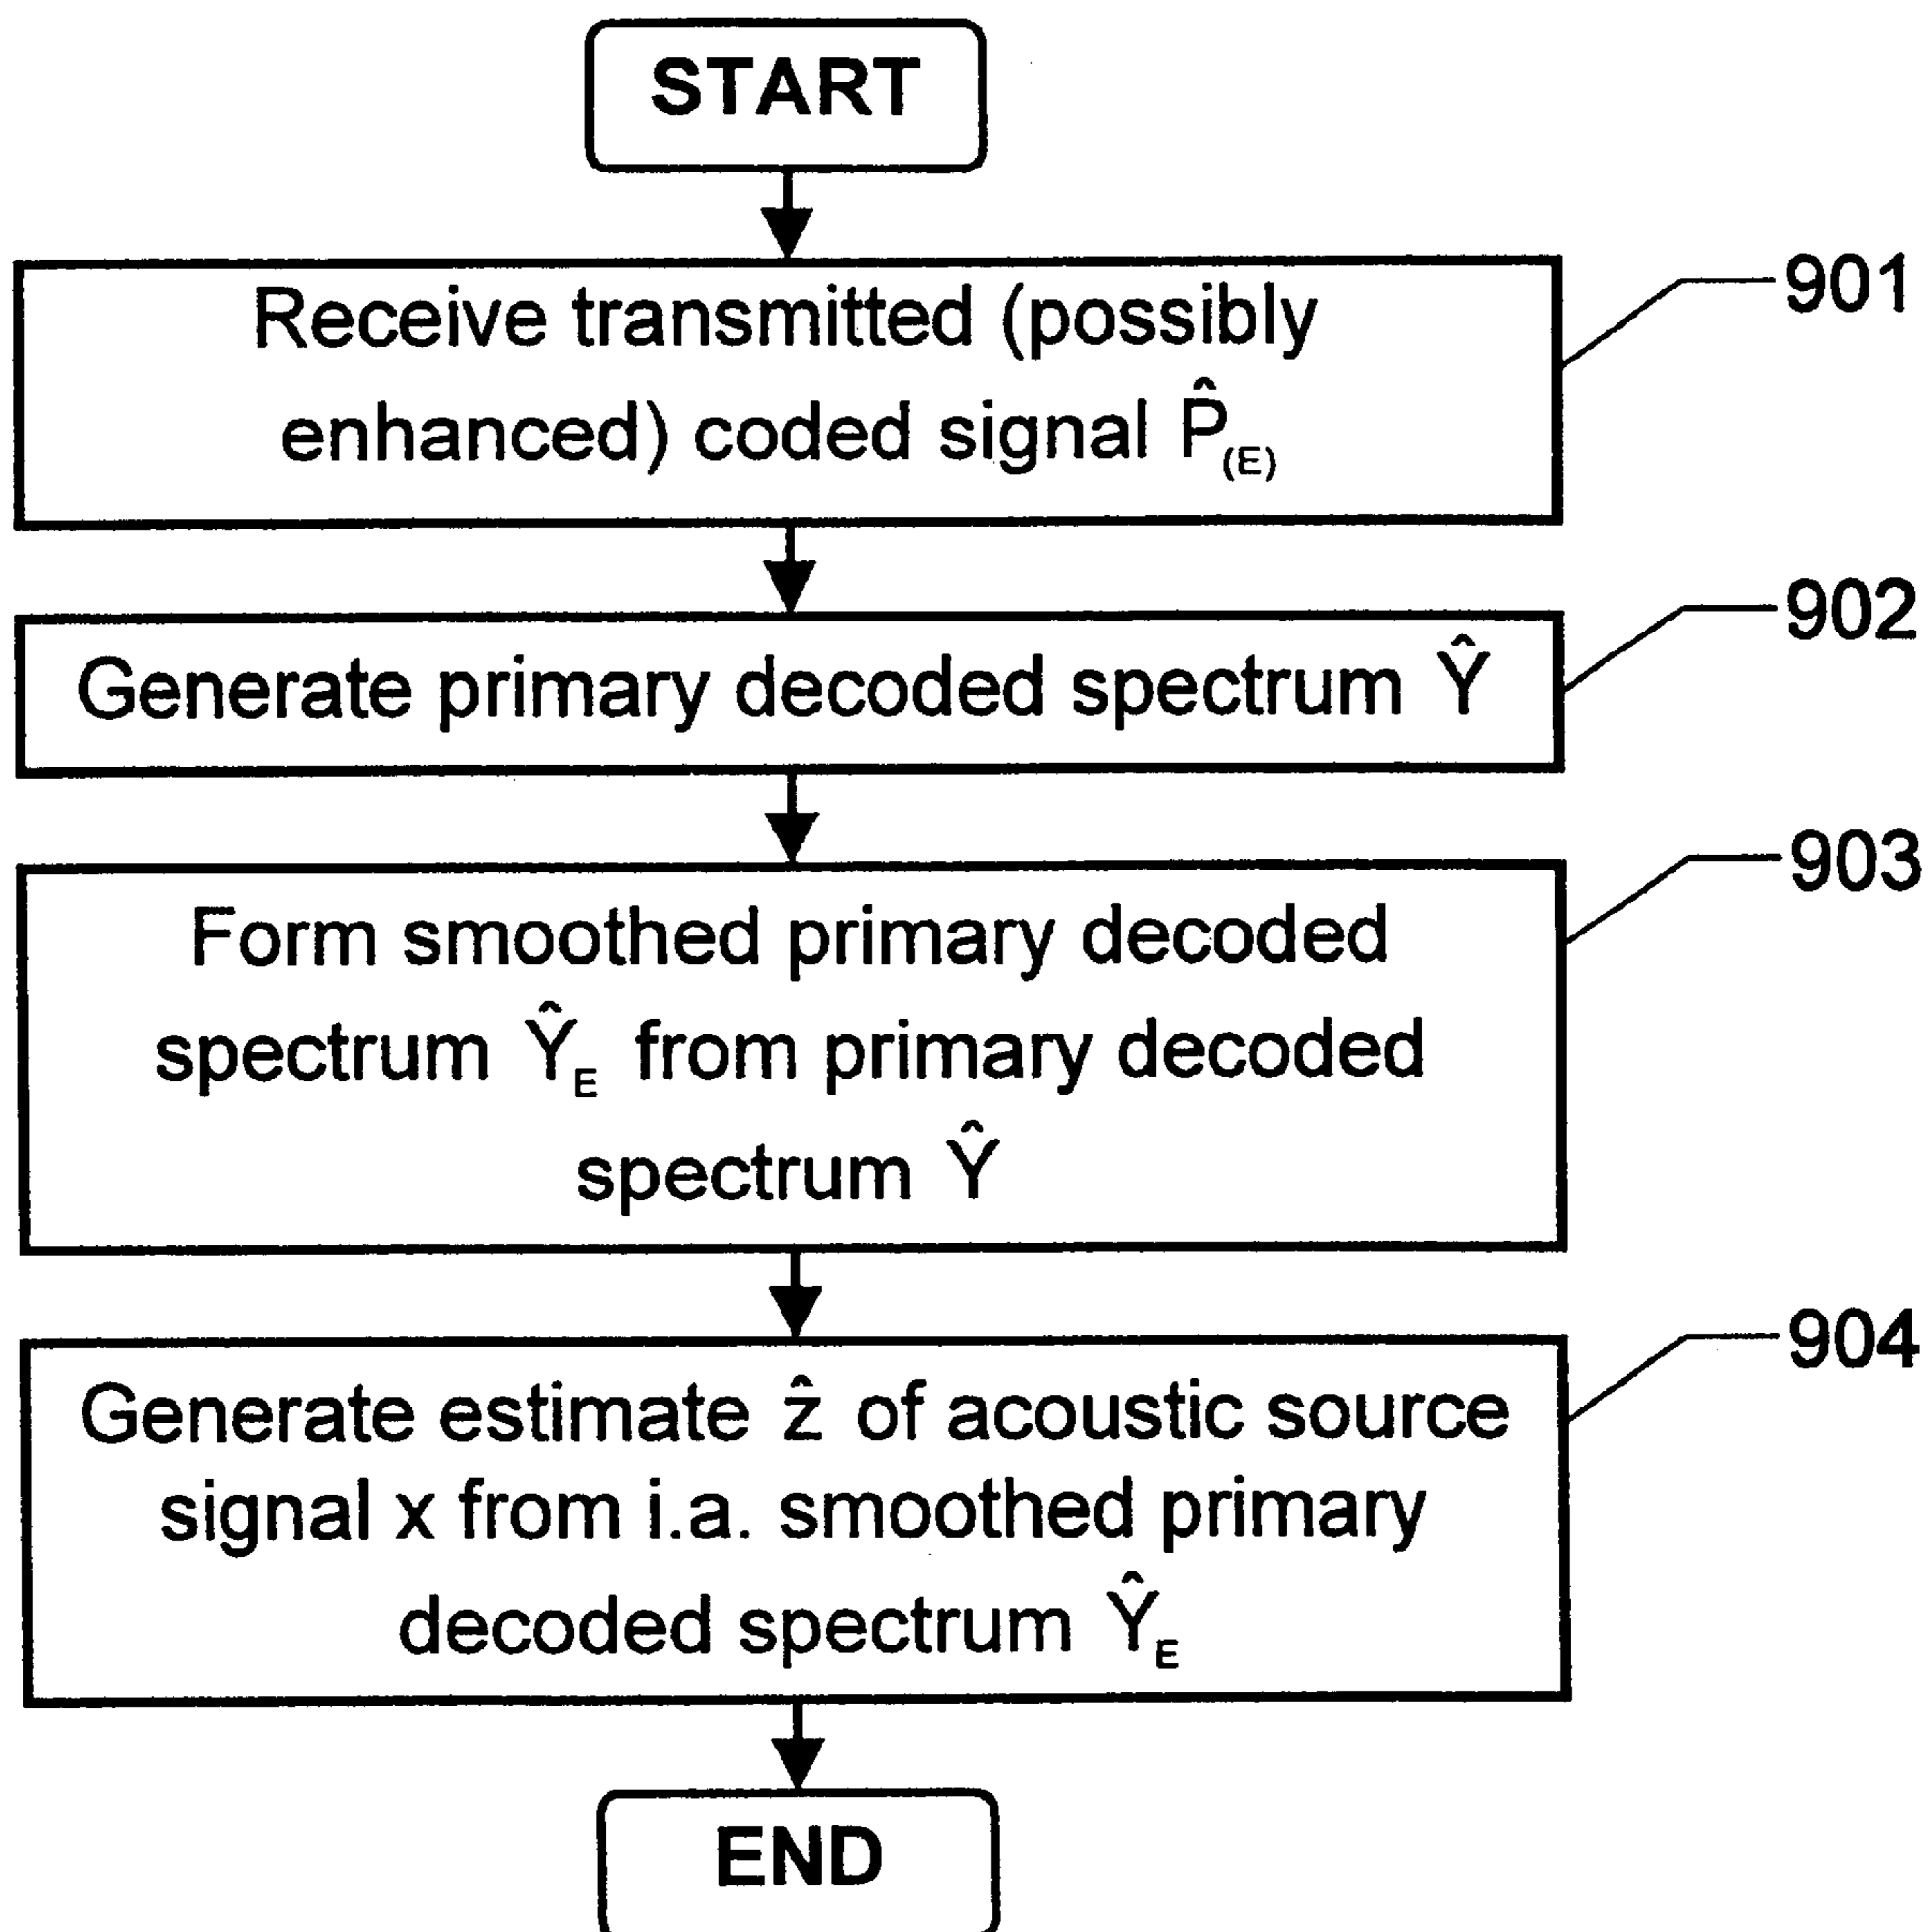 START
Receive transmitted (possibly
901
enhanced) coded signal P̂(E)
902
Generate primary decoded spectrum Ŷ
903
Form smoothed primary decoded
spectrum ŶE from primary decoded
spectrum Ŷ
904
Generate estimate ẑ of acoustic source
signal x from i.a. smoothed primary
decoded spectrum ŶE
END